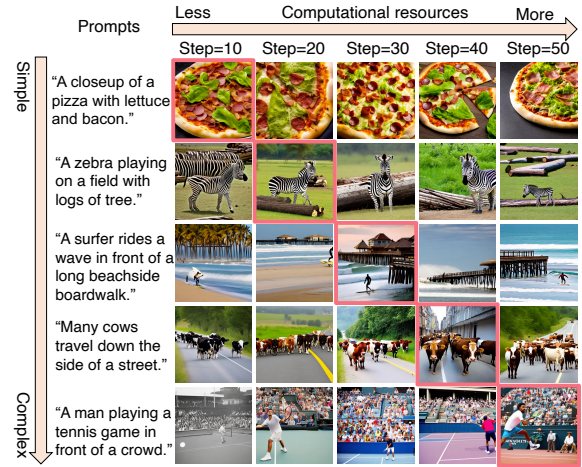 Prompts
Less Computational resources More
Step=10 Step=20 Step=30 Step=40 Step=50
Simple
“A closeup of a
pizza with lettuce
and bacon.”
“A zebra playing
on a field with
logs of tree.”
“A surfer rides a
wave in front of a
long beachside
boardwalk.”
“Many cows
travel down the
side of a street.”
Complex
“A man playing a
tennis game in
front of a crowd.”